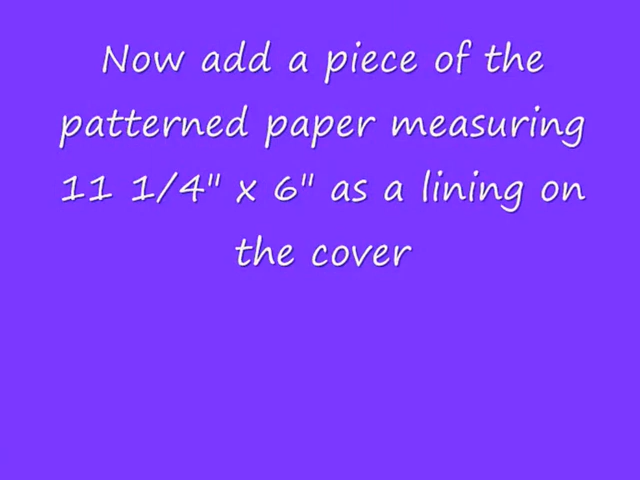 Now add a piece of the
patterned paper measuring
11 1/4" x 6" as a lining on
the cover